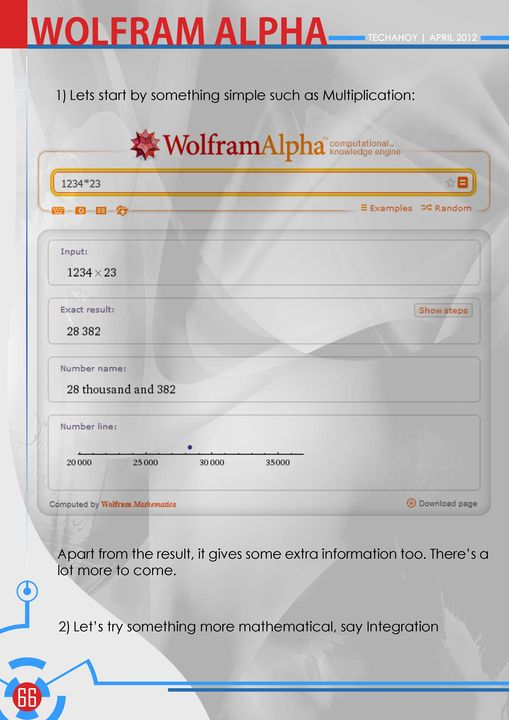 WOLFRAM ALPHA
TECHAHOY | APRIL 2012
1) Lets start by something simple such as Multiplication:
WolframAlpha™ computational...
knowledge engine
1234*23
Examples Random
Input:
1234 × 23
Exact result:
Show steps
28 382
Number name:
28 thousand and 382
Number line:
20 000 25 000 30 000 35 000
Computed by Wolfram Mathematica
Download page
Apart from the result, it gives some extra information too. There's a
lot more to come.
2) Let's try something more mathematical, say Integration
66